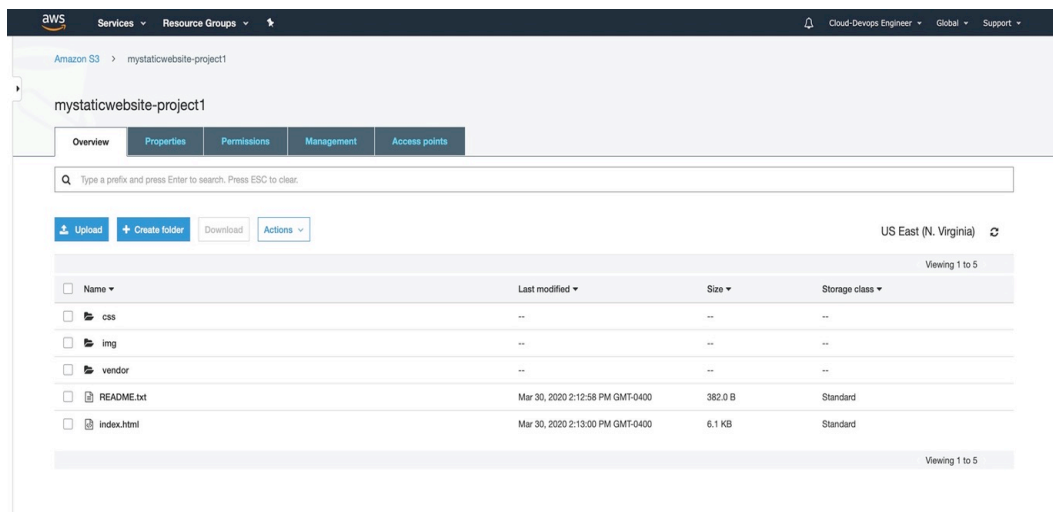 aws Services Resource Groups Cloud-Devops Engineer Global Support
Amazon S3 > mystaticwebsite-project1
mystaticwebsite-project1
Overview Properties Permissions Management Access points
Type a prefix and press Enter to search. Press ESC to clear.
Upload + Create folder Download Actions US East (N. Virginia)
Viewing 1 to 5
Name Last modified Size Storage class
css -- -- --
img -- -- --
vendor -- -- --
README.txt Mar 30, 2020 2:12:58 PM GMT-0400 382.0 B Standard
index.html Mar 30, 2020 2:13:00 PM GMT-0400 6.1 KB Standard
Viewing 1 to 5